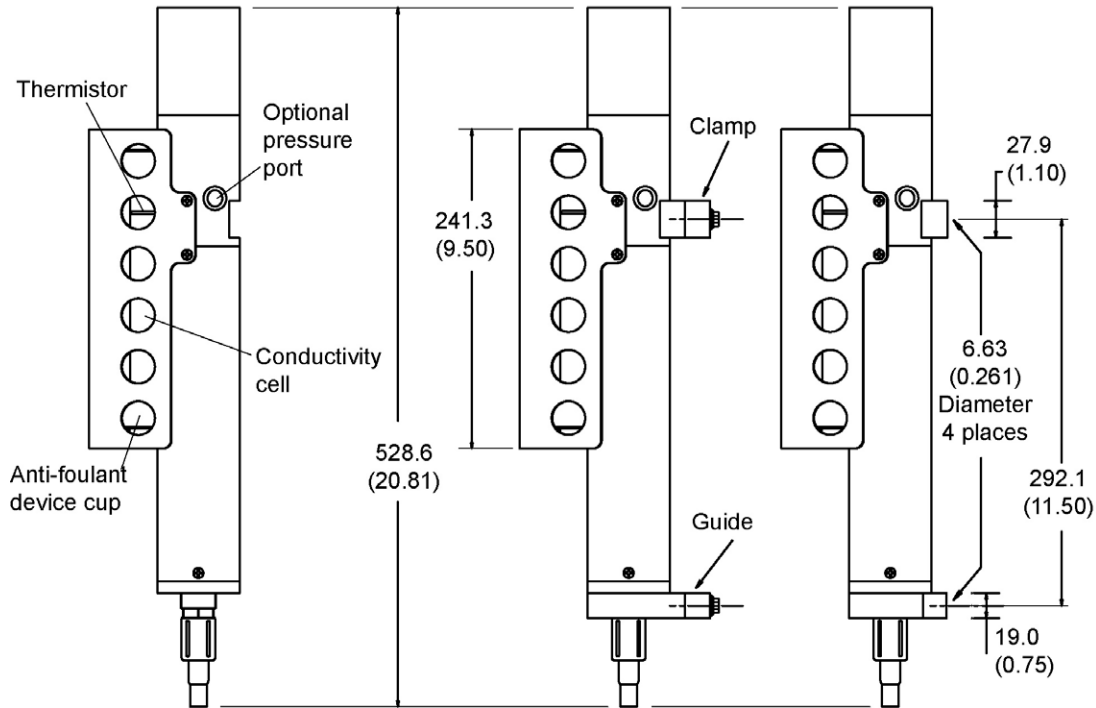 Thermistor
Optional
pressure
port
Conductivity
cell
Anti-foulant
device cup
528.6
(20.81)
241.3
(9.50)
Clamp
Guide
27.9
(1.10)
6.63
(0.261)
Diameter
4 places
292.1
(11.50)
19.0
(0.75)